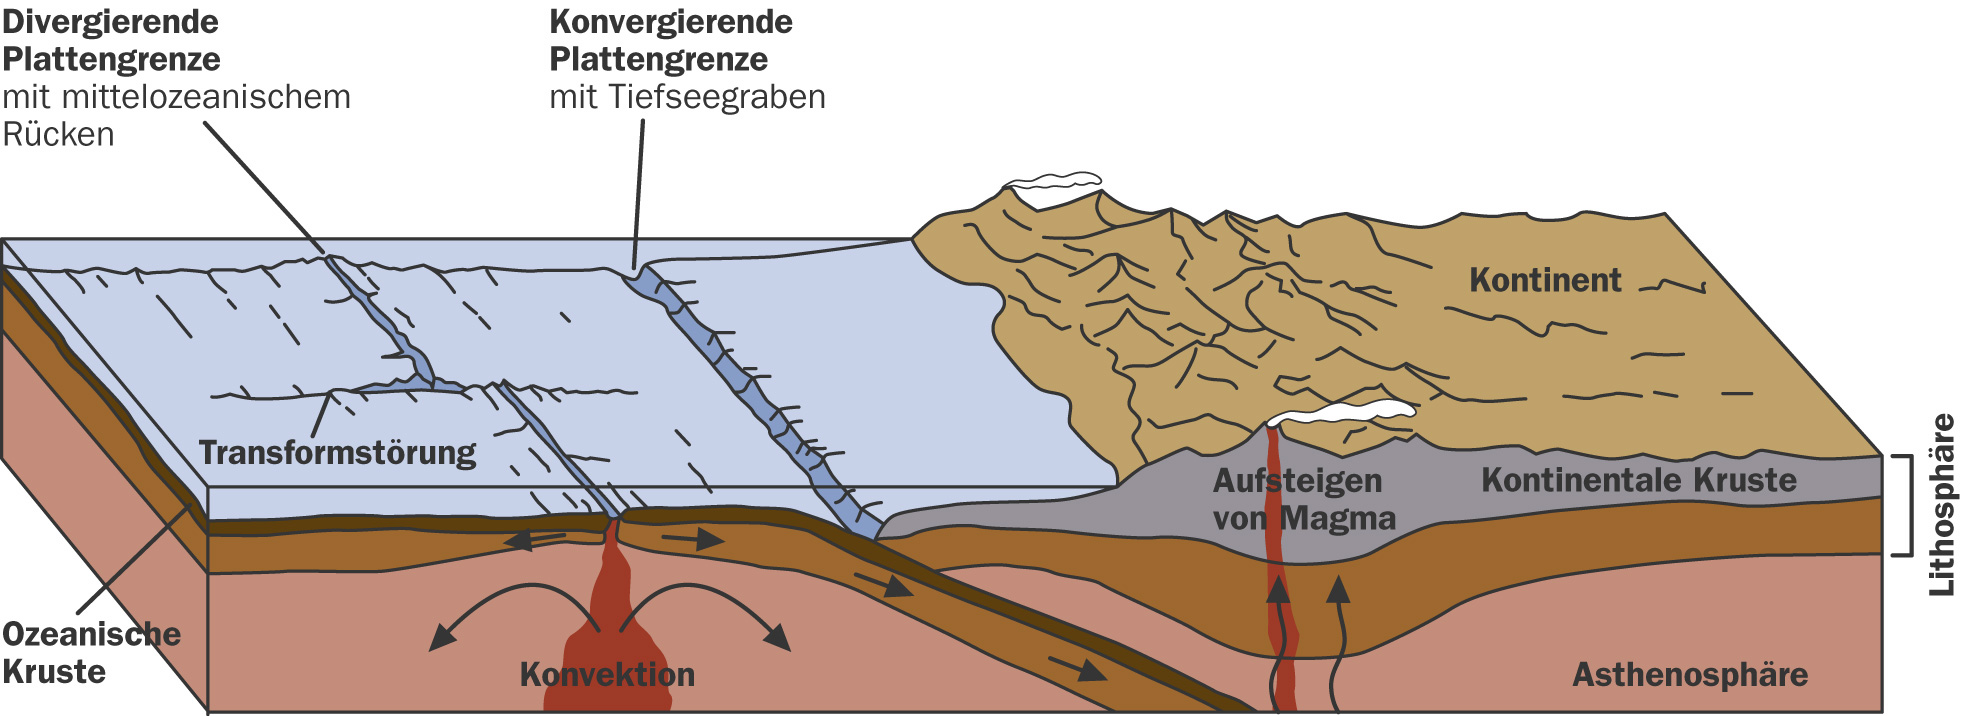 Divergierende
Plattengrenze
mit mittelozeanischem
Rücken
Konvergierende
Plattengrenze
mit Tiefseegraben
Kontinent
Transformstörung
Aufsteigen
von Magma
Kontinentale Kruste
Lithosphäre
Ozeanische
Kruste
Konvektion
Asthenosphäre